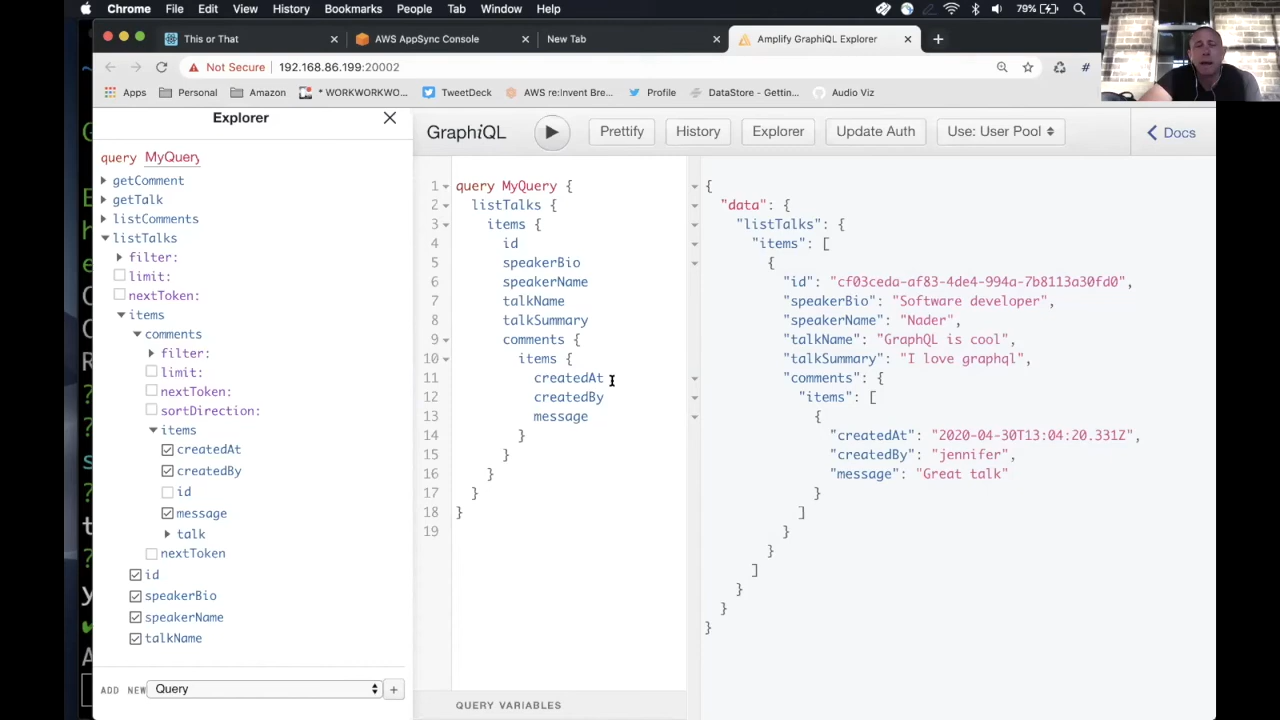 Chrome File Edit View History Bookmarks People Tab Window 79%
This or That
Amplify GraphiQL Explorer
Not Secure 192.168.86.199:20002
Apps Personal Amazon TweetDeck AWS re:Invent Bre... Profile DataStore - Gettin... Audio Viz
Explorer
GraphiQL Prettify History Explorer Update Auth Use: User Pool Docs
query MyQuery
getComment
getTalk
listComments
listTalks
filter:
limit:
nextToken:
items
comments
filter:
limit:
nextToken:
sortDirection:
items
createdAt
createdBy
id
message
talk
nextToken
id
speakerBio
speakerName
talkName
ADD NEW Query +
1 query MyQuery {
2 listTalks {
3 items {
4 id
5 speakerBio
6 speakerName
7 talkName
8 talkSummary
9 comments {
10 items {
11 createdAt
12 createdBy
13 message
14 }
15 }
16 }
17 }
18 }
19
QUERY VARIABLES
{
"data": {
"listTalks": {
"items": [
{
"id": "cf03ceda-af83-4de4-994a-7b8113a30fd0",
"speakerBio": "Software developer",
"speakerName": "Nader",
"talkName": "GraphQL is cool",
"talkSummary": "I love graphql",
"comments": {
"items": [
{
"createdAt": "2020-04-30T13:04:20.331Z",
"createdBy": "jennifer",
"message": "Great talk"
}
]
}
}
]
}
}
}